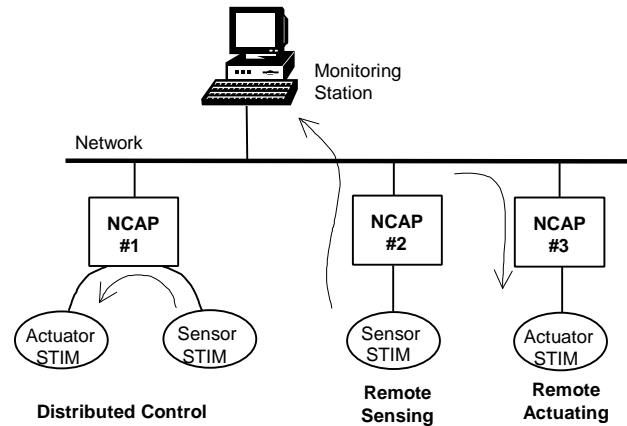 Monitoring
Station
Network
NCAP
#1
NCAP
#2
NCAP
#3
Actuator
STIM
Sensor
STIM
Sensor
STIM
Actuator
STIM
Distributed Control
Remote
Sensing
Remote
Actuating